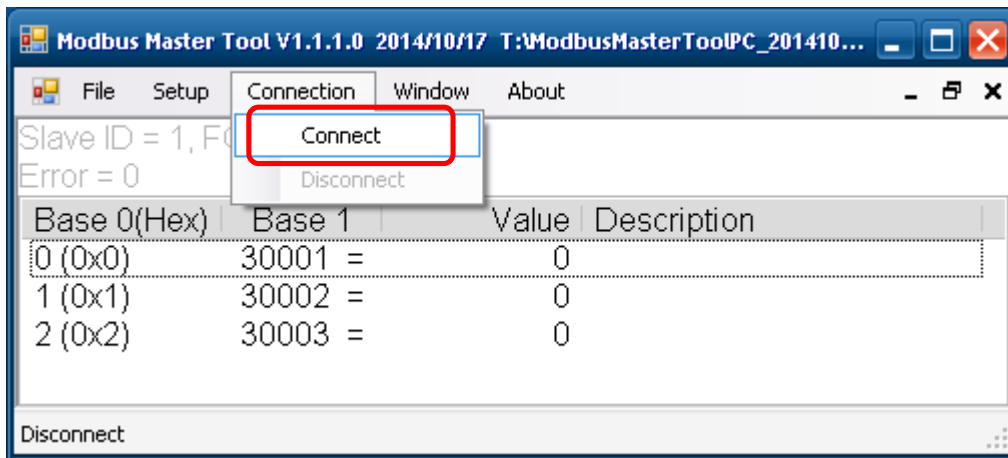 Modbus Master Tool V1.1.1.0 2014/10/17 T:\ModbusMasterToolPC_201410...
File Setup Connection Window About
Connect
Disconnect
Slave ID = 1,
Error = 0
Base 0(Hex) Base 1 Value Description
0 (0x0) 30001 = 0
1 (0x1) 30002 = 0
2 (0x2) 30003 = 0
Disconnect